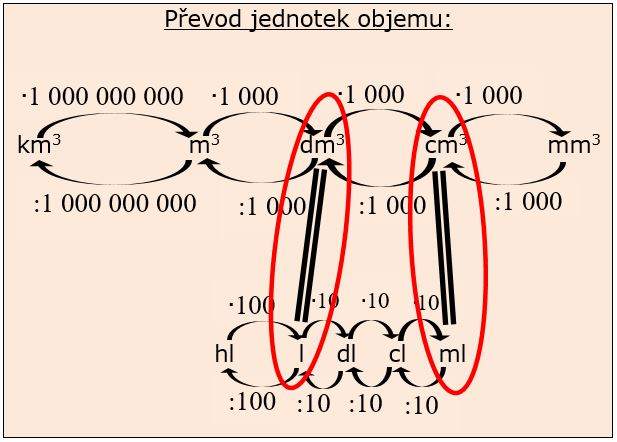 Převod jednotek objemu:
·1 000 000 000 ·1 000 ·1 000 ·1 000
km³ m³ dm³ cm³ mm³
:1 000 000 000 :1 000 :1 000 :1 000
·100 ·10 ·10 ·10
hl l dl cl ml
:100 :10 :10 :10